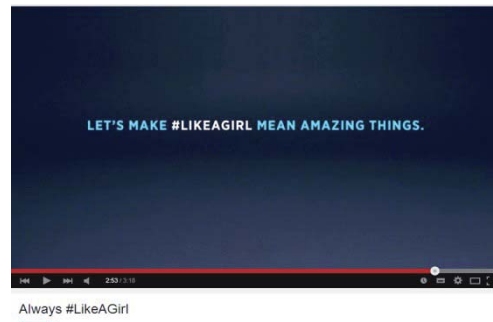 LET'S MAKE #LIKEAGIRL MEAN AMAZING THINGS.
2:53 / 3:18
Always #LikeAGirl